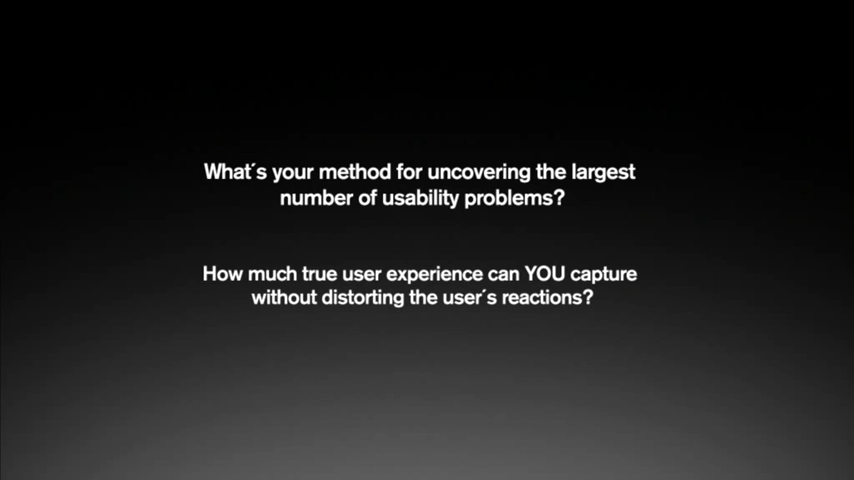 What´s your method for uncovering the largest
number of usability problems?
How much true user experience can YOU capture
without distorting the user´s reactions?